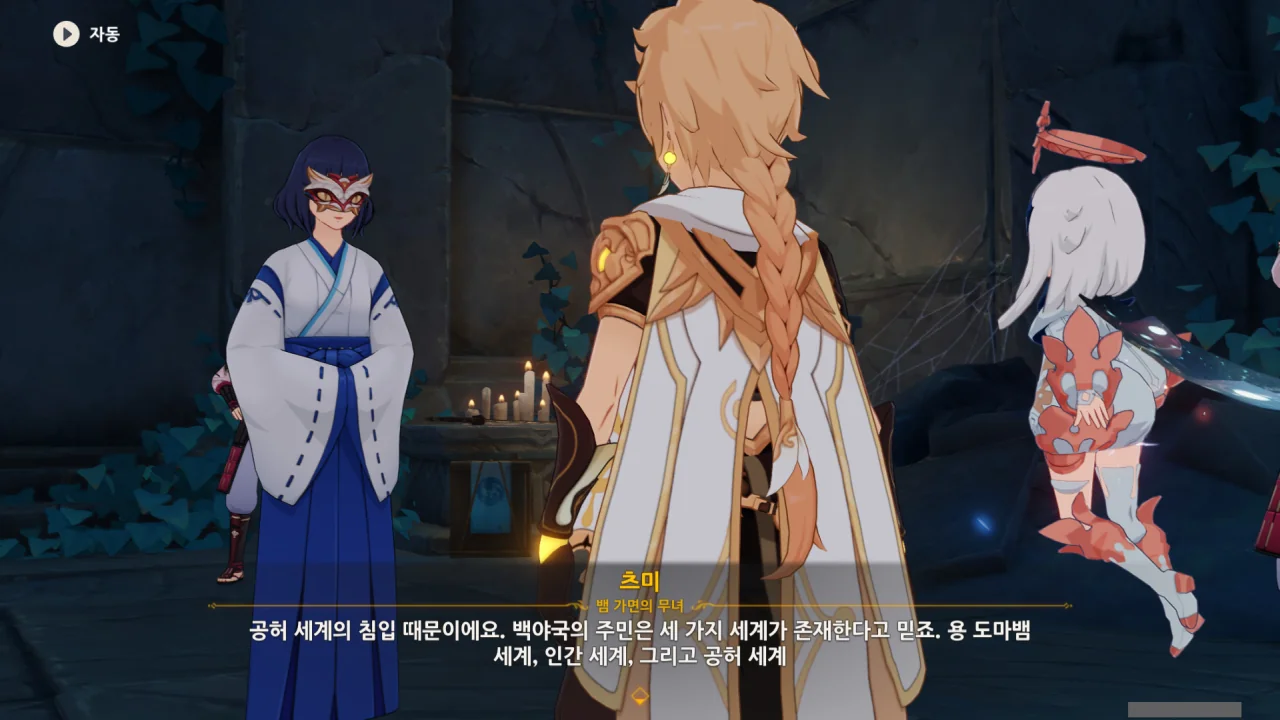 자동
츠미
뱀 가면의 무녀
공허 세계의 침입 때문이에요. 백야국의 주민은 세 가지 세계가 존재한다고 믿죠. 용 도마뱀
세계, 인간 세계, 그리고 공허 세계